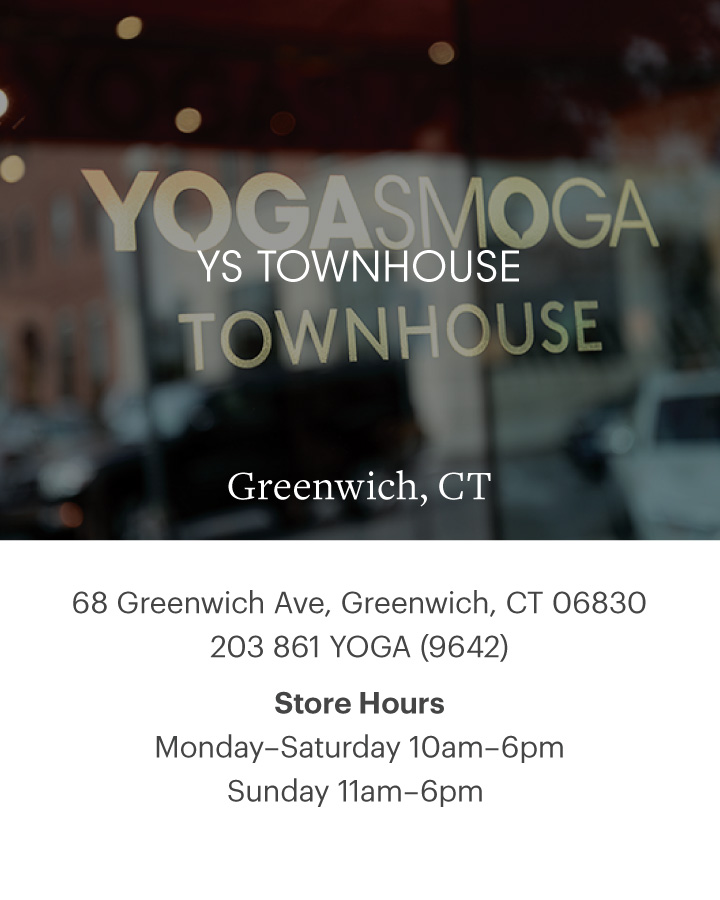 YOGASMOGA
YS TOWNHOUSE
TOWNHOUSE
Greenwich, CT
68 Greenwich Ave, Greenwich, CT 06830
203 861 YOGA (9642)
Store Hours
Monday–Saturday 10am–6pm
Sunday 11am–6pm